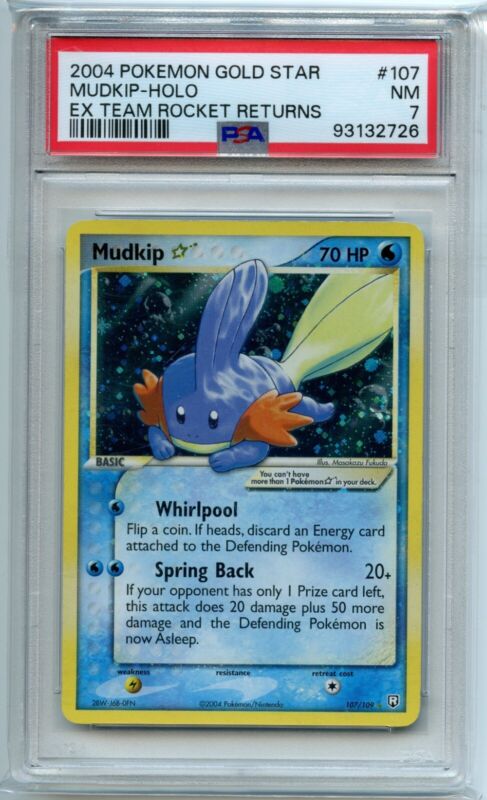 2004 POKEMON GOLD STAR #107
MUDKIP-HOLO NM
EX TEAM ROCKET RETURNS 7
PSA 93132726
Mudkip 70 HP
BASIC
Illus. Masakazu Fukuda
You can't have
more than 1 Pokémon☆ in your deck.
Whirlpool
Flip a coin. If heads, discard an Energy card
attached to the Defending Pokémon.
Spring Back 20+
If your opponent has only 1 Prize card left,
this attack does 20 damage plus 50 more
damage and the Defending Pokémon is
now Asleep.
weakness resistance retreat cost
28W-J6B-0FN ©2004 Pokémon/Nintendo 107/109 R